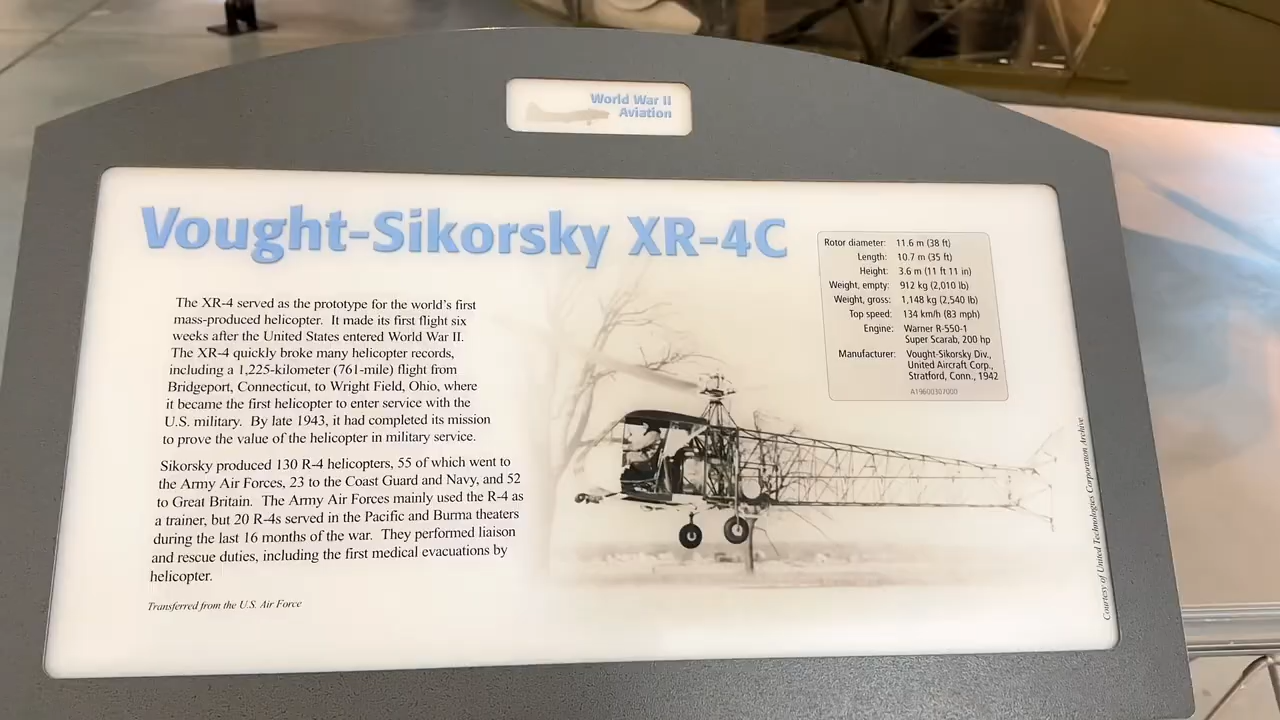 World War II
Aviation
Vought-Sikorsky XR-4C
The XR-4 served as the prototype for the world's first
mass-produced helicopter.  It made its first flight six
weeks after the United States entered World War II.
The XR-4 quickly broke many helicopter records,
including a 1,225-kilometer (761-mile) flight from
Bridgeport, Connecticut, to Wright Field, Ohio, where
it became the first helicopter to enter service with the
U.S. military.  By late 1943, it had completed its mission
to prove the value of the helicopter in military service.
Sikorsky produced 130 R-4 helicopters, 55 of which went to
the Army Air Forces, 23 to the Coast Guard and Navy, and 52
to Great Britain.  The Army Air Forces mainly used the R-4 as
a trainer, but 20 R-4s served in the Pacific and Burma theaters
during the last 16 months of the war.  They performed liaison
and rescue duties, including the first medical evacuations by
helicopter.
Transferred from the U.S. Air Force
Rotor diameter: 11.6 m (38 ft)
Length: 10.7 m (35 ft)
Height: 3.6 m (11 ft 11 in)
Weight, empty: 912 kg (2,010 lb)
Weight, gross: 1,148 kg (2,540 lb)
Top speed: 134 km/h (83 mph)
Engine: Warner R-550-1
Super Scarab, 200 hp
Manufacturer: Vought-Sikorsky Div.,
United Aircraft Corp.,
Stratford, Conn., 1942
A19600307000
Courtesy of United Technologies Corporation Archive